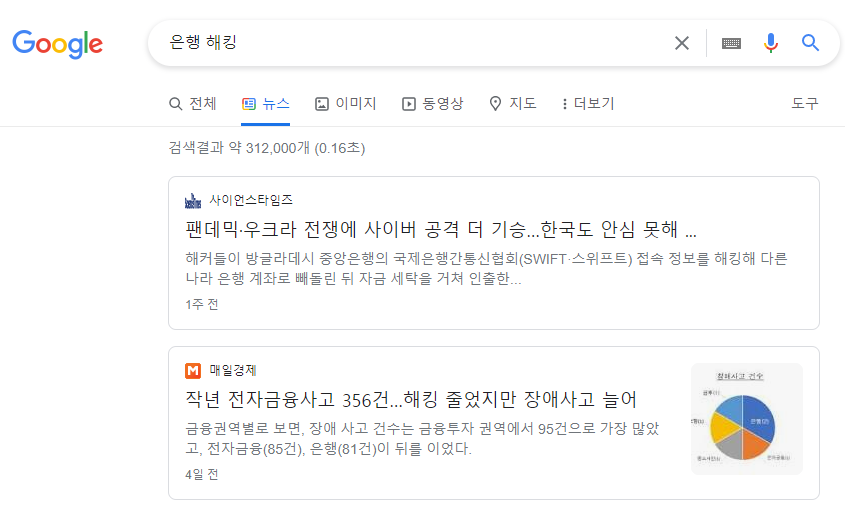 Google
은행 해킹
전체 뉴스 이미지 동영상 지도 더보기 도구
검색결과 약 312,000개 (0.16초)
사이언스타임즈
팬데믹·우크라 전쟁에 사이버 공격 더 기승...한국도 안심 못해 ...
해커들이 방글라데시 중앙은행의 국제은행간통신협회(SWIFT·스위프트) 접속 정보를 해킹해 다른
나라 은행 계좌로 빼돌린 뒤 자금 세탁을 거쳐 인출한...
1주 전
매일경제
작년 전자금융사고 356건...해킹 줄었지만 장애사고 늘어
금융권역별로 보면, 장애 사고 건수는 금융투자 권역에서 95건으로 가장 많았
고, 전자금융(85건), 은행(81건)이 뒤를 이었다.
4일 전
장애사고 건수